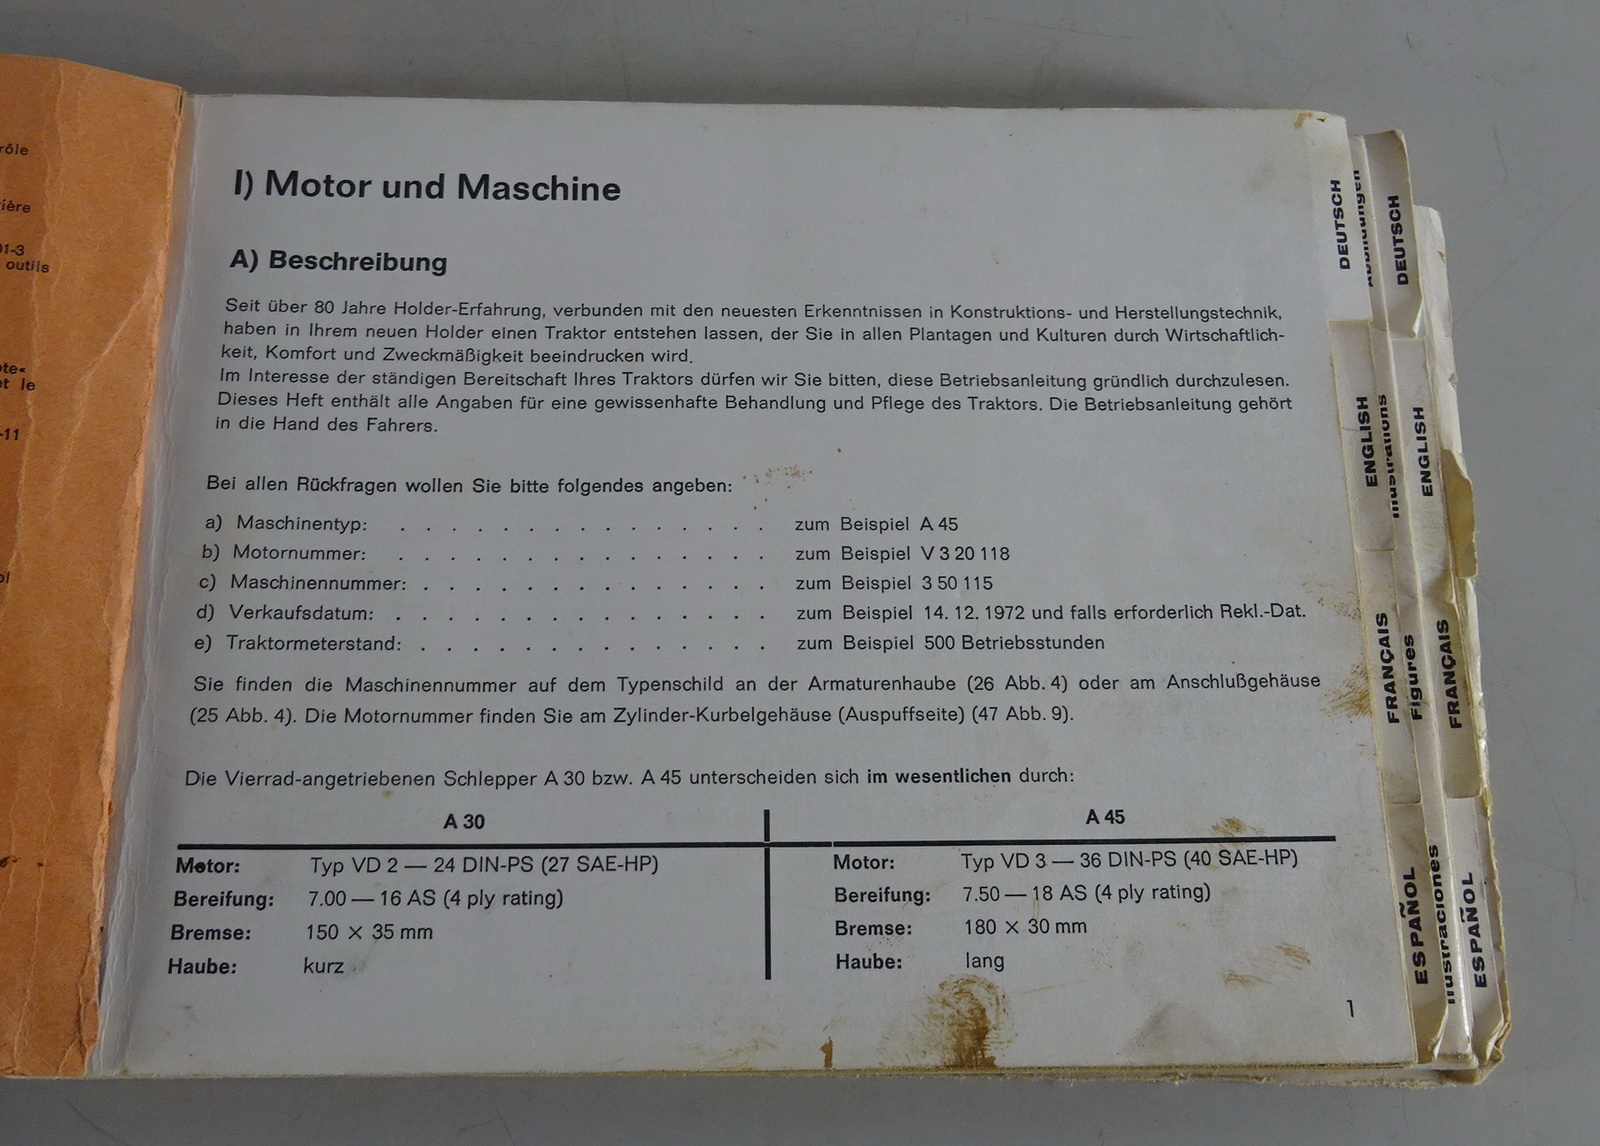 rôle
ière
01-3
outils
et le
-11
I) Motor und Maschine
A) Beschreibung
Seit über 80 Jahre Holder-Erfahrung, verbunden mit den neuesten Erkenntnissen in Konstruktions- und Herstellungstechnik,
haben in Ihrem neuen Holder einen Traktor entstehen lassen, der Sie in allen Plantagen und Kulturen durch Wirtschaftlich-
keit, Komfort und Zweckmäßigkeit beeindrucken wird.
Im Interesse der ständigen Bereitschaft Ihres Traktors dürfen wir Sie bitten, diese Betriebsanleitung gründlich durchzulesen.
Dieses Heft enthält alle Angaben für eine gewissenhafte Behandlung und Pflege des Traktors. Die Betriebsanleitung gehört
in die Hand des Fahrers.
Bei allen Rückfragen wollen Sie bitte folgendes angeben:
a) Maschinentyp: . . . . . . . . . . . . . . . zum Beispiel A 45
b) Motornummer: . . . . . . . . . . . . . . . zum Beispiel V 3 20 118
c) Maschinennummer: . . . . . . . . . . . . . . zum Beispiel 3 50 115
d) Verkaufsdatum: . . . . . . . . . . . . . . . zum Beispiel 14. 12. 1972 und falls erforderlich Rekl.-Dat.
e) Traktormeterstand: . . . . . . . . . . . . . . zum Beispiel 500 Betriebsstunden
Sie finden die Maschinennummer auf dem Typenschild an der Armaturenhaube (26 Abb. 4) oder am Anschlußgehäuse
(25 Abb. 4). Die Motornummer finden Sie am Zylinder-Kurbelgehäuse (Auspuffseite) (47 Abb. 9).
Die Vierrad-angetriebenen Schlepper A 30 bzw. A 45 unterscheiden sich im wesentlichen durch:
A 30 A 45
Motor: Typ VD 2 — 24 DIN-PS (27 SAE-HP) Motor: Typ VD 3 — 36 DIN-PS (40 SAE-HP)
Bereifung: 7.00 — 16 AS (4 ply rating) Bereifung: 7.50 — 18 AS (4 ply rating)
Bremse: 150 × 35 mm Bremse: 180 × 30 mm
Haube: kurz Haube: lang
1
DEUTSCH
Abbildungen
DEUTSCH
ENGLISH
Illustrations
ENGLISH
FRANÇAIS
Figures
FRANÇAIS
ESPAÑOL
Ilustraciones
ESPAÑOL